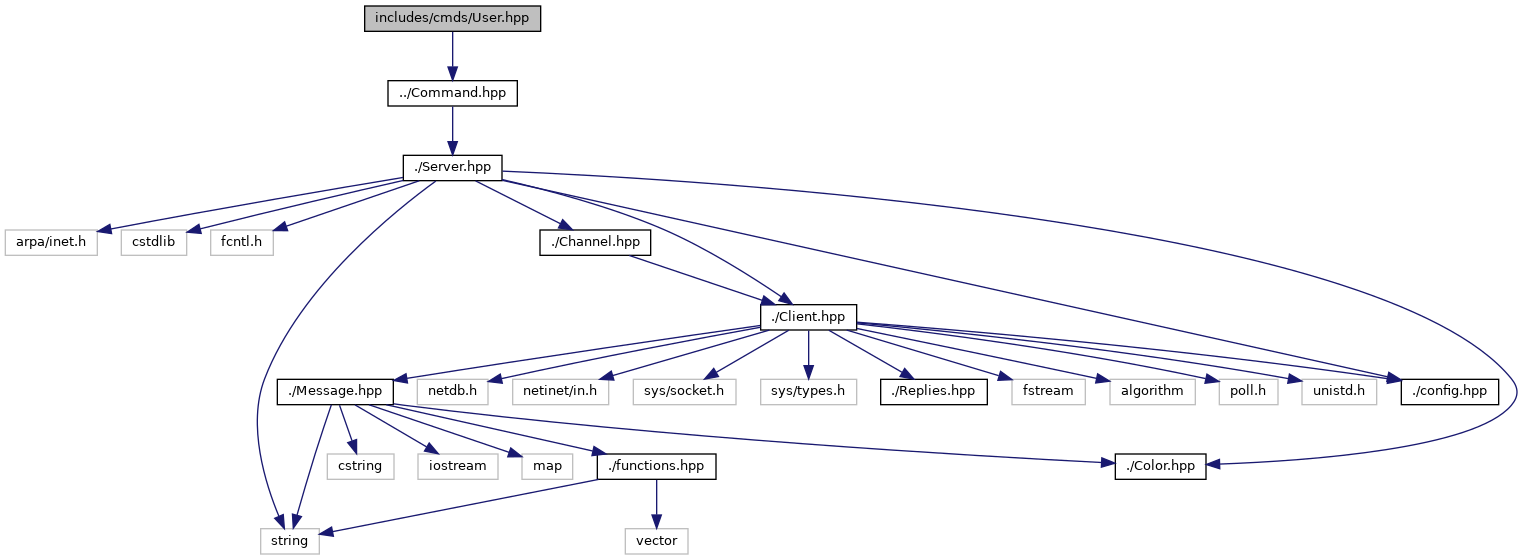 includes/cmds/User.hpp
../Command.hpp
./Server.hpp
arpa/inet.h
cstdlib
fcntl.h
./Channel.hpp
./Client.hpp
./Message.hpp
netdb.h
netinet/in.h
sys/socket.h
sys/types.h
./Replies.hpp
fstream
algorithm
poll.h
unistd.h
./config.hpp
cstring
iostream
map
./functions.hpp
./Color.hpp
string
vector